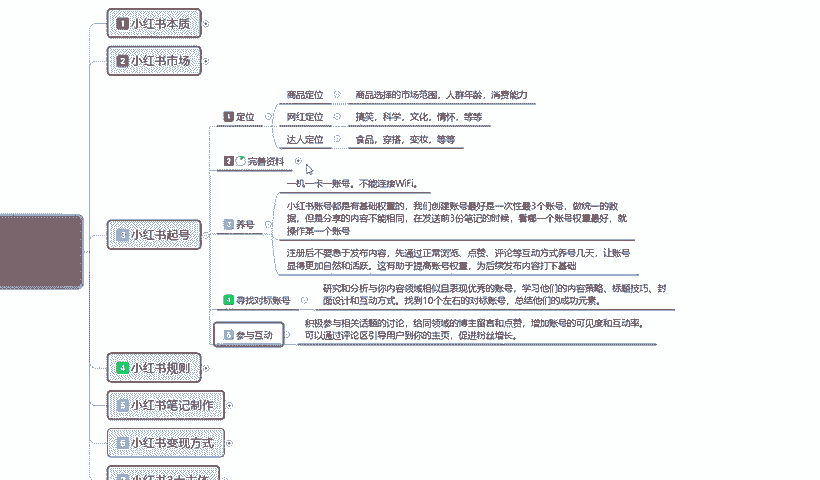 1 小红书本质
2 小红书市场
3 小红书起号
1 定位
商品定位
商品选择的市场范围，人群年龄，消费能力
网红定位
搞笑，科学，文化，情怀，等等
达人定位
食品，穿搭，变妆，等等
2 完善资料
3 养号
一机一卡一账号。不能连接WiFi。
小红书账号都是有基础权重的，我们创建账号最好是一次性最3个账号，做统一的数
据，但是分享的内容不能相同，在发送前3份笔记的时候，看哪一个账号权重最好，就
操作某一个账号
注册后不要急于发布内容，先通过正常浏览、点赞、评论等互动方式养号几天，让账号
显得更加自然和活跃。这有助于提高账号权重，为后续发布内容打下基础
4 寻找对标账号
研究和分析与你内容领域相似且表现优秀的账号，学习他们的内容策略、标题技巧、封
面设计和互动方式。找到10个左右的对标账号，总结他们的成功元素。
5 参与互动
积极参与相关话题的讨论，给同领域的博主留言和点赞，增加账号的可见度和互动率。
可以通过评论区引导用户到你的主页，促进粉丝增长。
4 小红书规则
5 小红书笔记制作
6 小红书变现方式